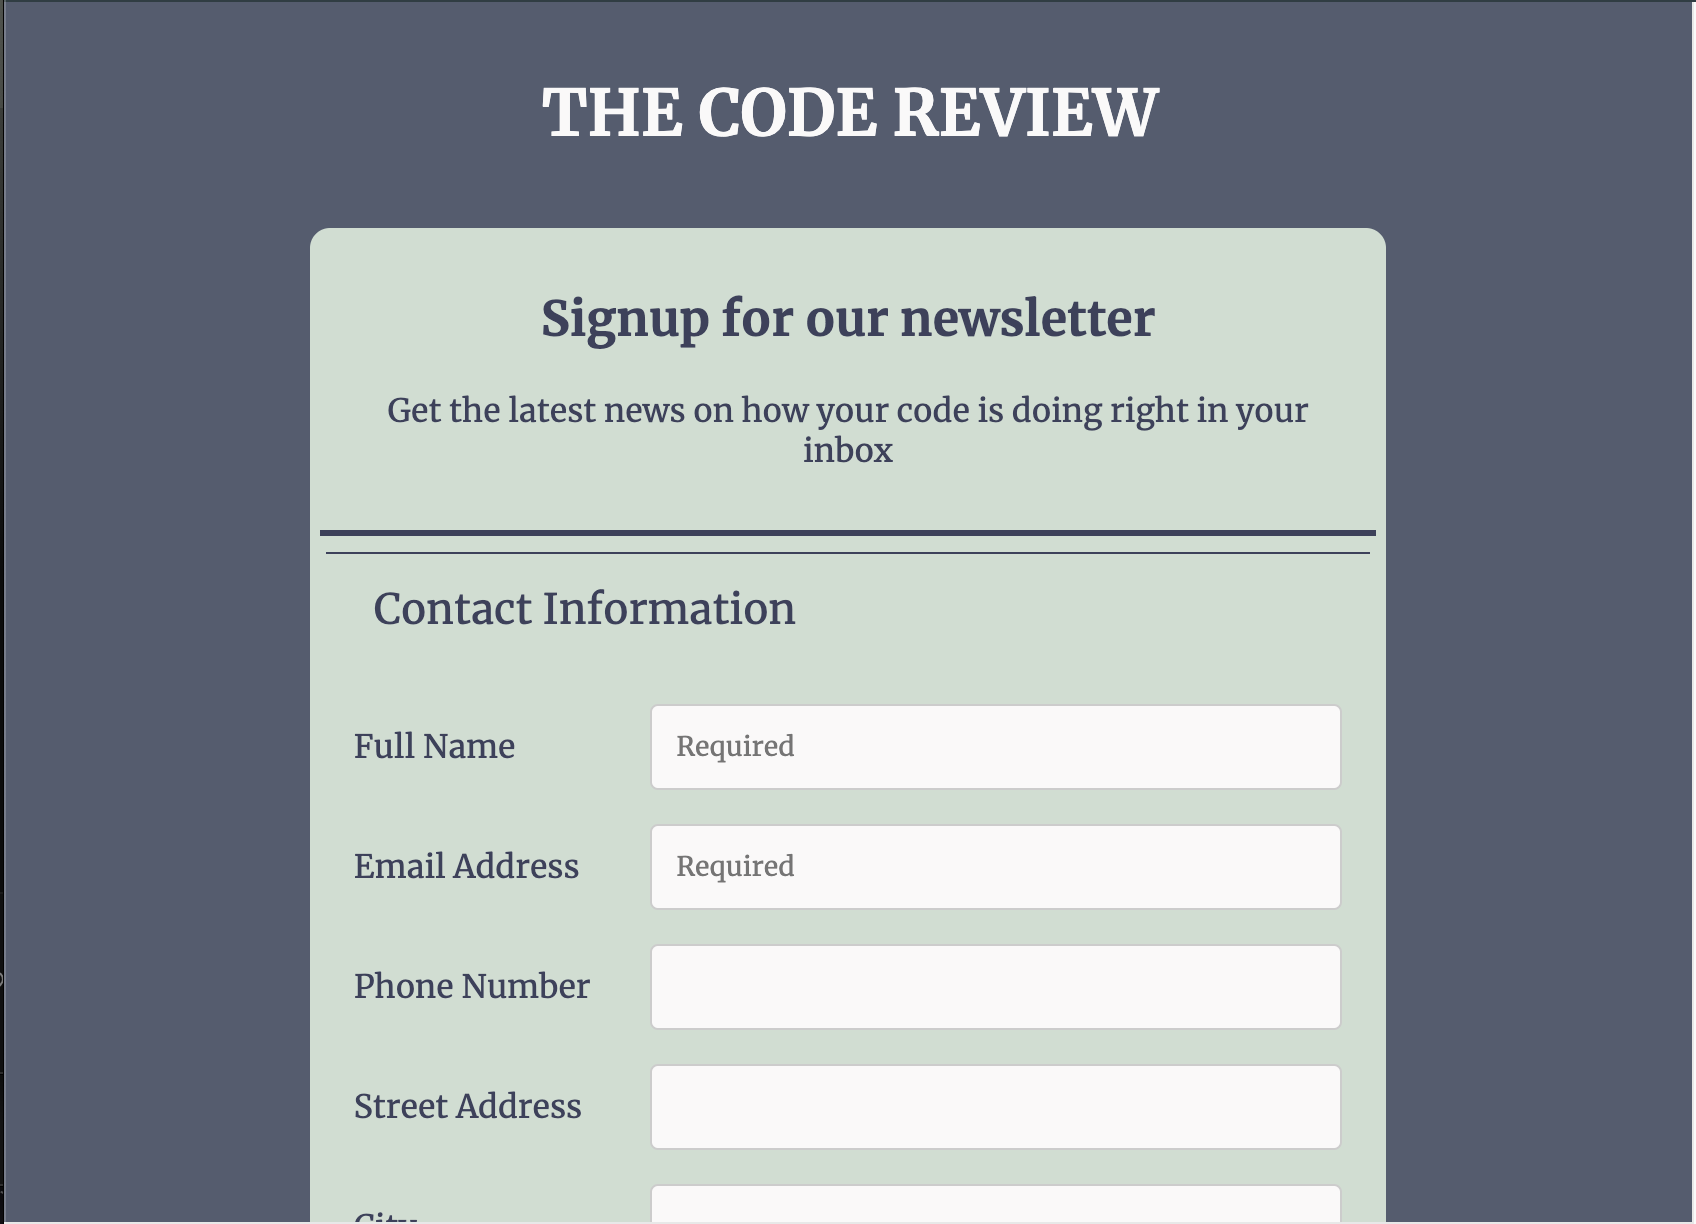 THE CODE REVIEW
Signup for our newsletter
Get the latest news on how your code is doing right in your
inbox
Contact Information
Full Name
Required
Email Address
Required
Phone Number
Street Address
City